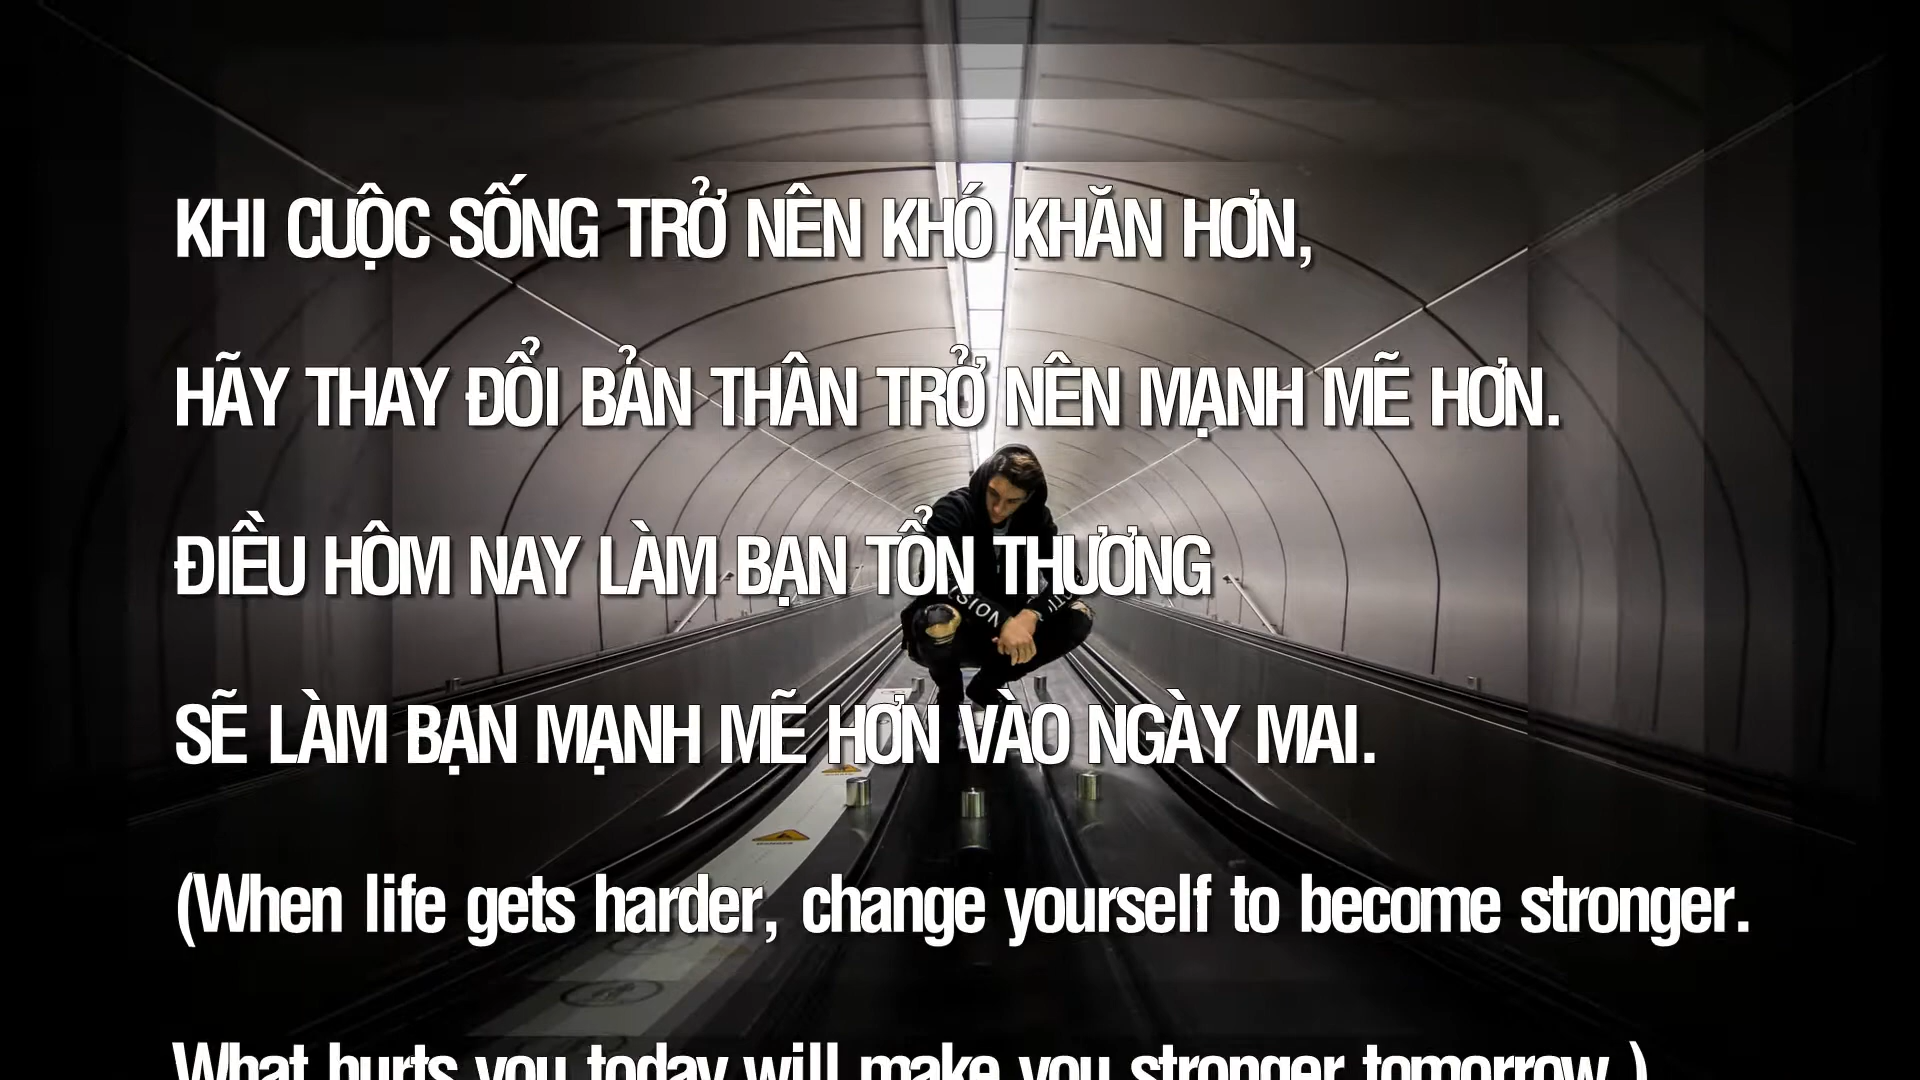 KHI CUỘC SỐNG TRỞ NÊN KHÓ KHĂN HƠN,
HÃY THAY ĐỔI BẢN THÂN TRỞ NÊN MẠNH MẼ HƠN.
ĐIỀU HÔM NAY LÀM BẠN TỔN THƯƠNG
SẼ LÀM BẠN MẠNH MẼ HƠN VÀO NGÀY MAI.
(When life gets harder, change yourself to become stronger.
What hurts you today will make you stronger tomorrow.)